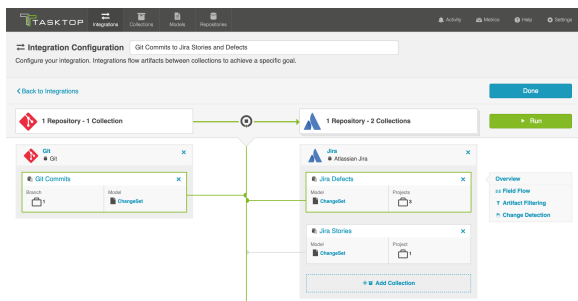 TASKTOP
Integrations
Collections
Models
Repositories
Activity
Metrics
Help
Settings
Integration Configuration
Git Commits to Jira Stories and Defects
Configure your integration. Integrations flow artifacts between collections to achieve a specific goal.
Back to Integrations
Done
1 Repository - 1 Collection
1 Repository - 2 Collections
Run
Git
Git
Git Commits
Branch
1
Model
ChangeSet
Jira
Atlassian Jira
Jira Defects
Model
ChangeSet
Projects
3
Jira Stories
Model
ChangeSet
Project
1
Add Collection
Overview
Field Flow
Artifact Filtering
Change Detection